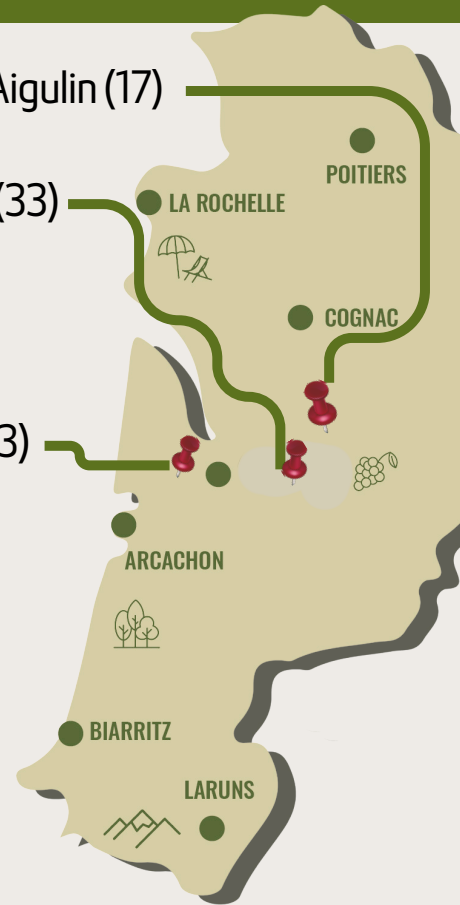 Aigulin (17)
POITIERS
(33)
LA ROCHELLE
COGNAC
3)
ARCACHON
BIARRITZ
LARUNS